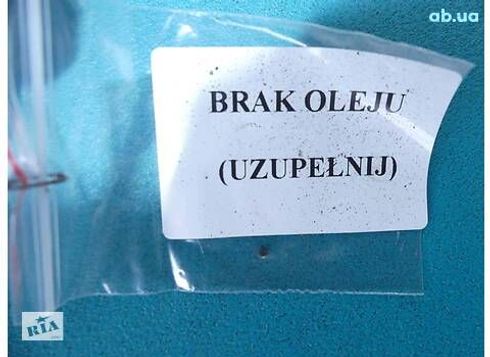 ab.ua
BRAK OLEJU
(UZUPEŁNIJ)
RIA